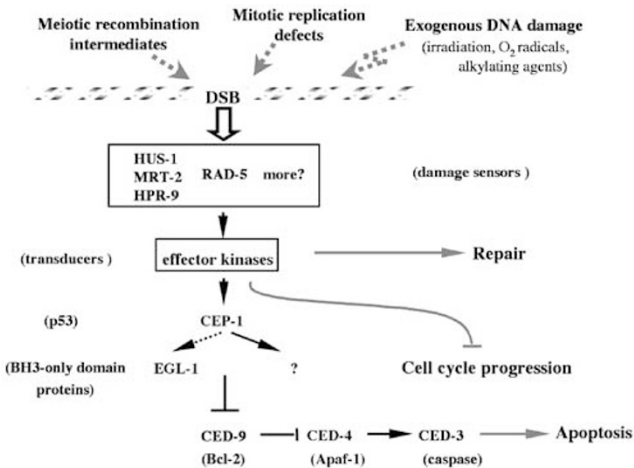 Meiotic recombination
intermediates
Mitotic replication
defects
Exogenous DNA damage
(irradiation, O2 radicals,
alkylating agents)
DSB
HUS-1
MRT-2 RAD-5 more?
HPR-9
(damage sensors )
(transducers )
effector kinases
Repair
(p53)
CEP-1
(BH3-only domain
proteins)
EGL-1
?
Cell cycle progression
CED-9
(Bcl-2)
CED-4
(Apaf-1)
CED-3
(caspase)
Apoptosis